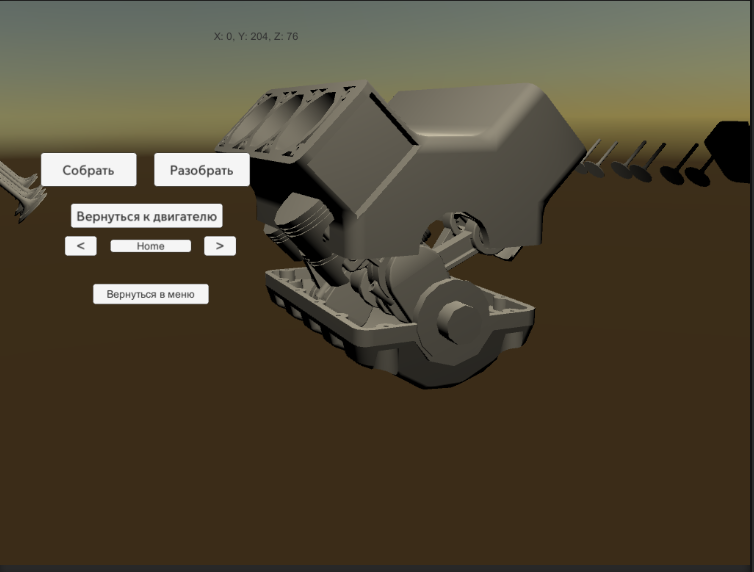 X: 0, Y: 204, Z: 76
Собрать
Разобрать
Вернуться к двигателю
< Home >
Вернуться в меню